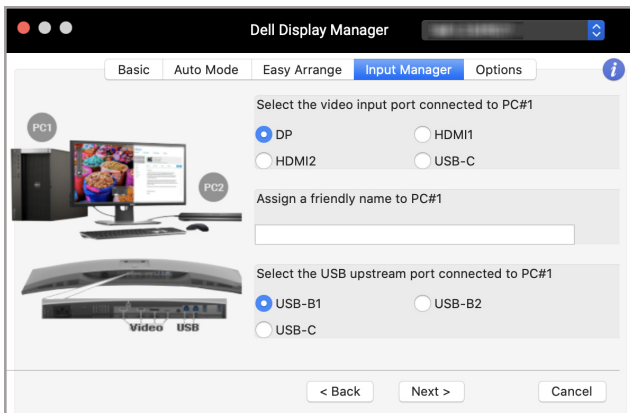 Dell Display Manager
Basic Auto Mode Easy Arrange Input Manager Options i
Select the video input port connected to PC#1
DP HDMI1
HDMI2 USB-C
PC1
PC2
Assign a friendly name to PC#1
Select the USB upstream port connected to PC#1
USB-B1 USB-B2
USB-C
Video USB
< Back Next > Cancel